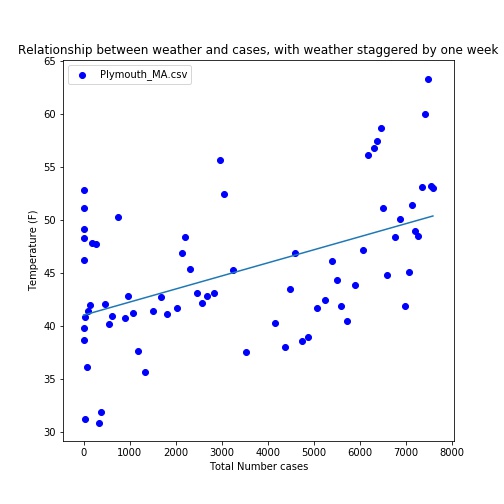 Relationship between weather and cases, with weather staggered by one week
Plymouth_MA.csv
Temperature (F)
65
60
55
50
45
40
35
30
0 1000 2000 3000 4000 5000 6000 7000 8000
Total Number cases